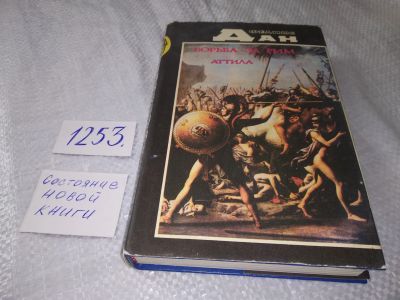 ДАН
БОРЬБА ЗА РИМ
АТТИЛА
1253.
состояние
новой
книги